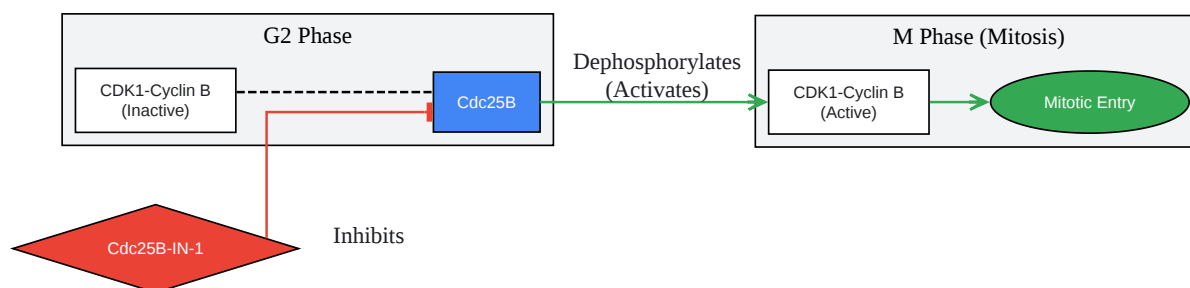 G2 Phase
CDK1-Cyclin B
(Inactive)
Cdc25B
Dephosphorylates
(Activates)
M Phase (Mitosis)
CDK1-Cyclin B
(Active)
Mitotic Entry
Cdc25B-IN-1
Inhibits